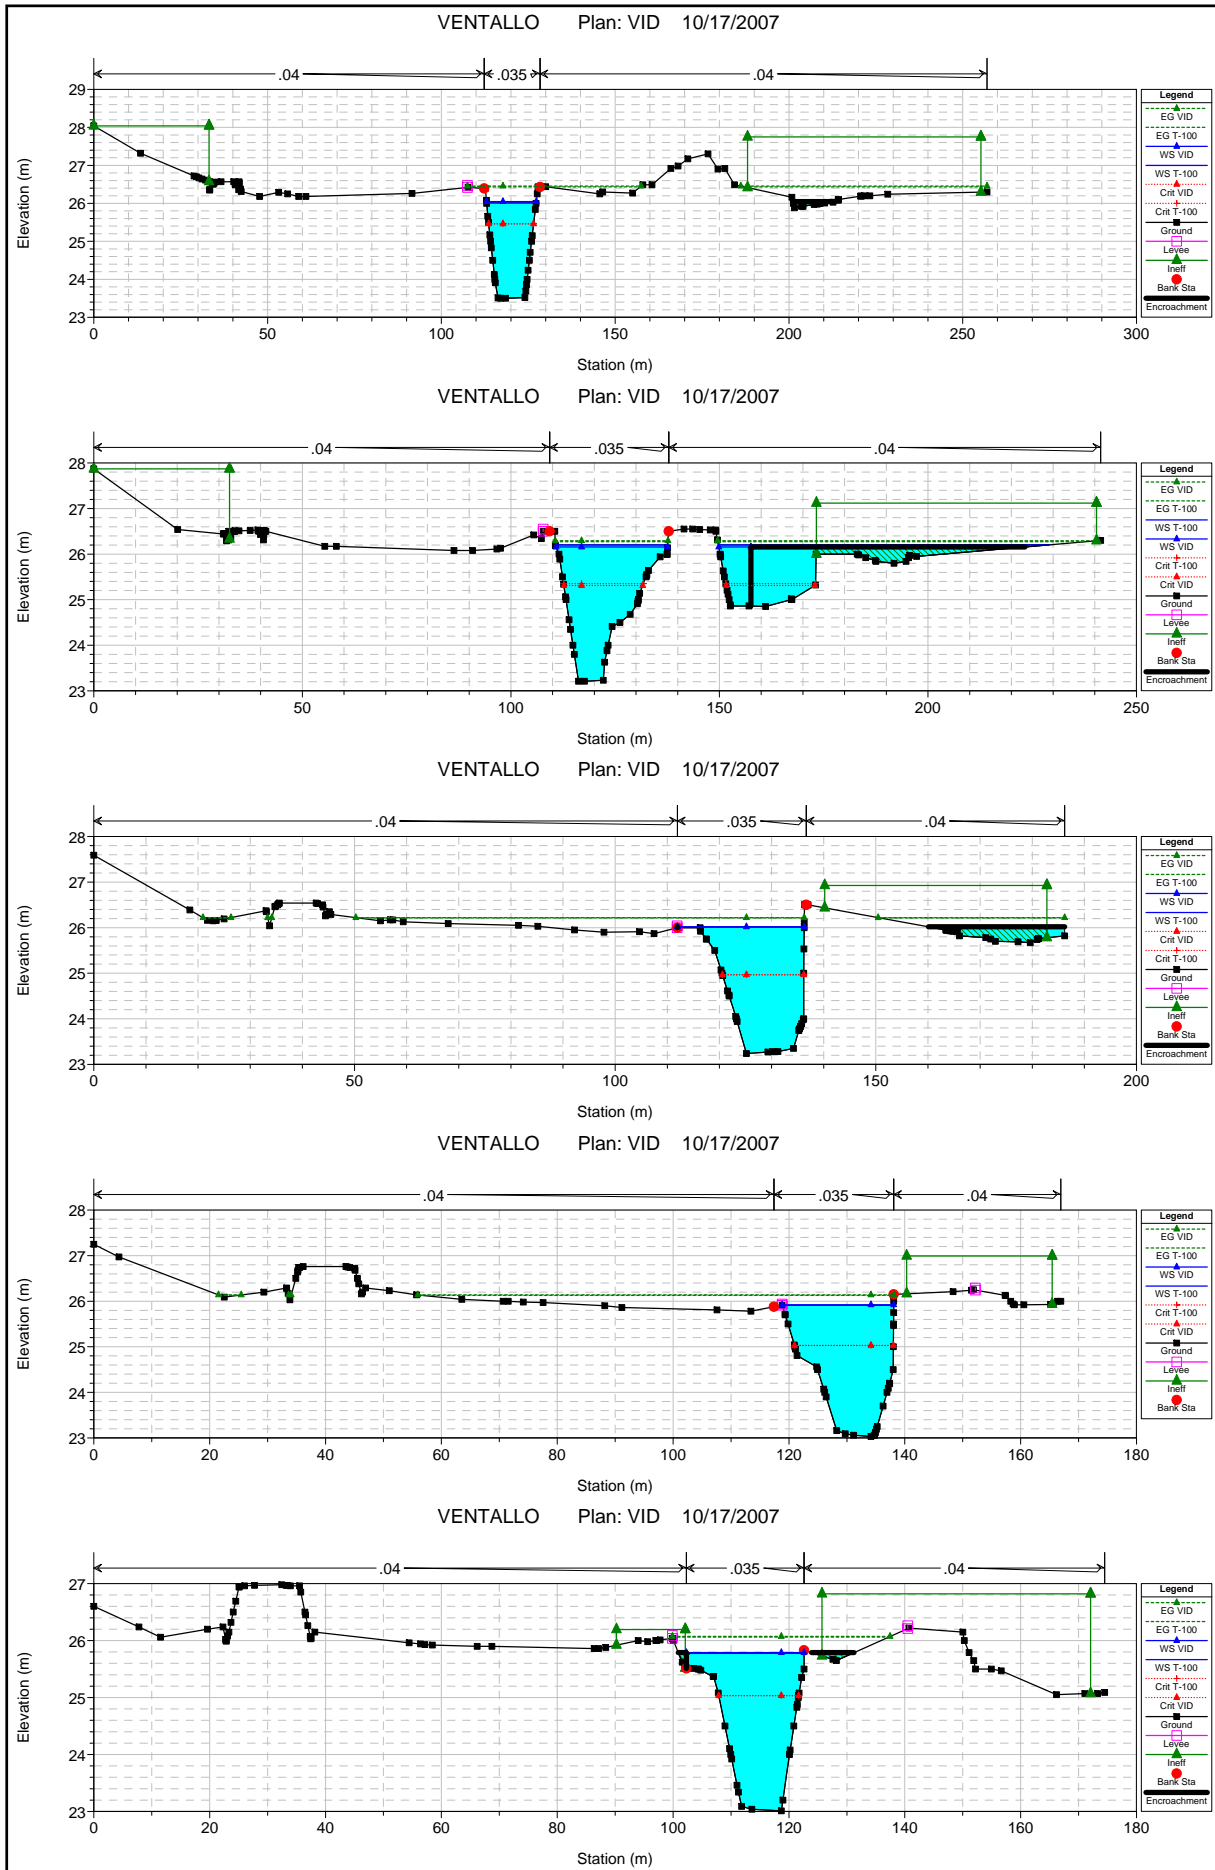 VENTALLO Plan: VID 10/17/2007
.04 .035 .04
29
28
27
26
25
24
23
Elevation (m)
0 50 100 150 200 250 300
Station (m)
Legend
EG VID
EG T-100
WS VID
WS T-100
Crit VID
Crit T-100
Ground
Levee
Ineff
Bank Sta
Encroachment
VENTALLO Plan: VID 10/17/2007
.04 .035 .04
28
27
26
25
24
23
Elevation (m)
0 50 100 150 200 250
Station (m)
Legend
EG VID
EG T-100
WS T-100
WS VID
Crit T-100
Crit VID
Ground
Levee
Ineff
Bank Sta
Encroachment
VENTALLO Plan: VID 10/17/2007
.04 .035 .04
28
27
26
25
24
23
Elevation (m)
0 50 100 150 200
Station (m)
Legend
EG VID
EG T-100
WS VID
WS T-100
Crit VID
Crit T-100
Ground
Levee
Ineff
Bank Sta
Encroachment
VENTALLO Plan: VID 10/17/2007
.04 .035 .04
28
27
26
25
24
23
Elevation (m)
0 20 40 60 80 100 120 140 160 180
Station (m)
Legend
EG VID
EG T-100
WS VID
WS T-100
Crit T-100
Crit VID
Ground
Levee
Ineff
Bank Sta
VENTALLO Plan: VID 10/17/2007
.04 .035 .04
27
26
25
24
23
Elevation (m)
0 20 40 60 80 100 120 140 160 180
Station (m)
Legend
EG VID
EG T-100
WS VID
WS T-100
Crit T-100
Crit VID
Ground
Levee
Ineff
Bank Sta
Encroachment